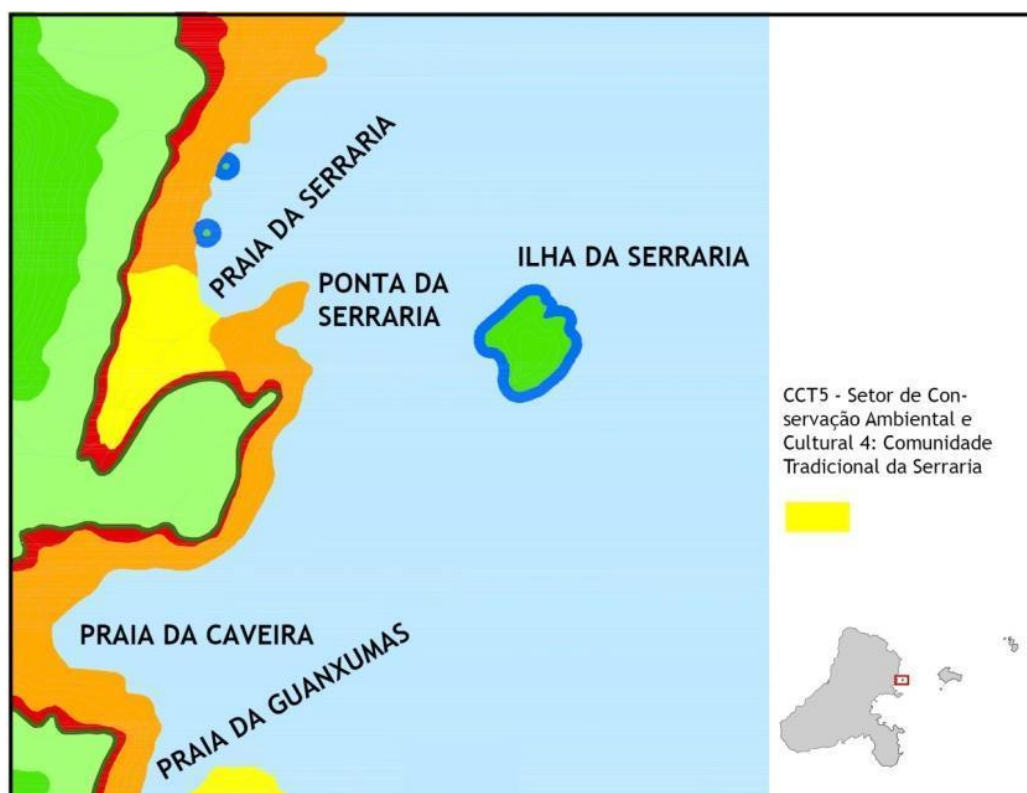 PRAIA DA SERRARIA
PONTA DA
SERRARIA
ILHA DA SERRARIA
CCT5 - Setor de Con-
servação Ambiental e
Cultural 4: Comunidade
Tradicional da Serraria
PRAIA DA CAVEIRA
PRAIA DA GUANXUMAS